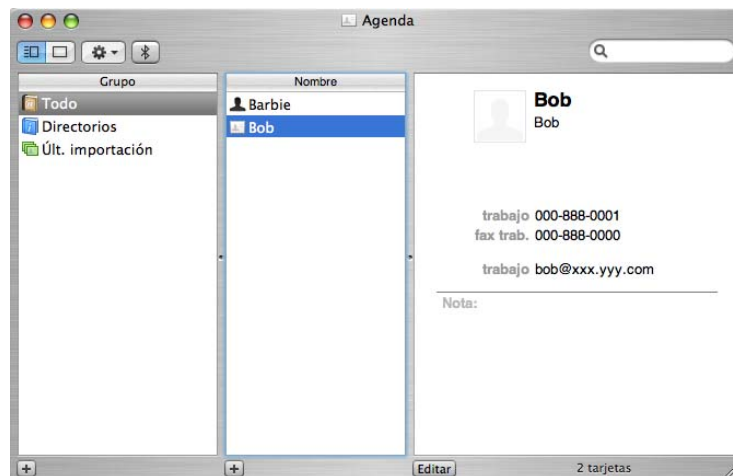 Agenda
Grupo
Todo
Directorios
Últ. importación
Nombre
Barbie
Bob
Bob
Bob
trabajo 000-888-0001
fax trab. 000-888-0000
trabajo bob@xxx.yyy.com
Nota:
Editar
2 tarjetas